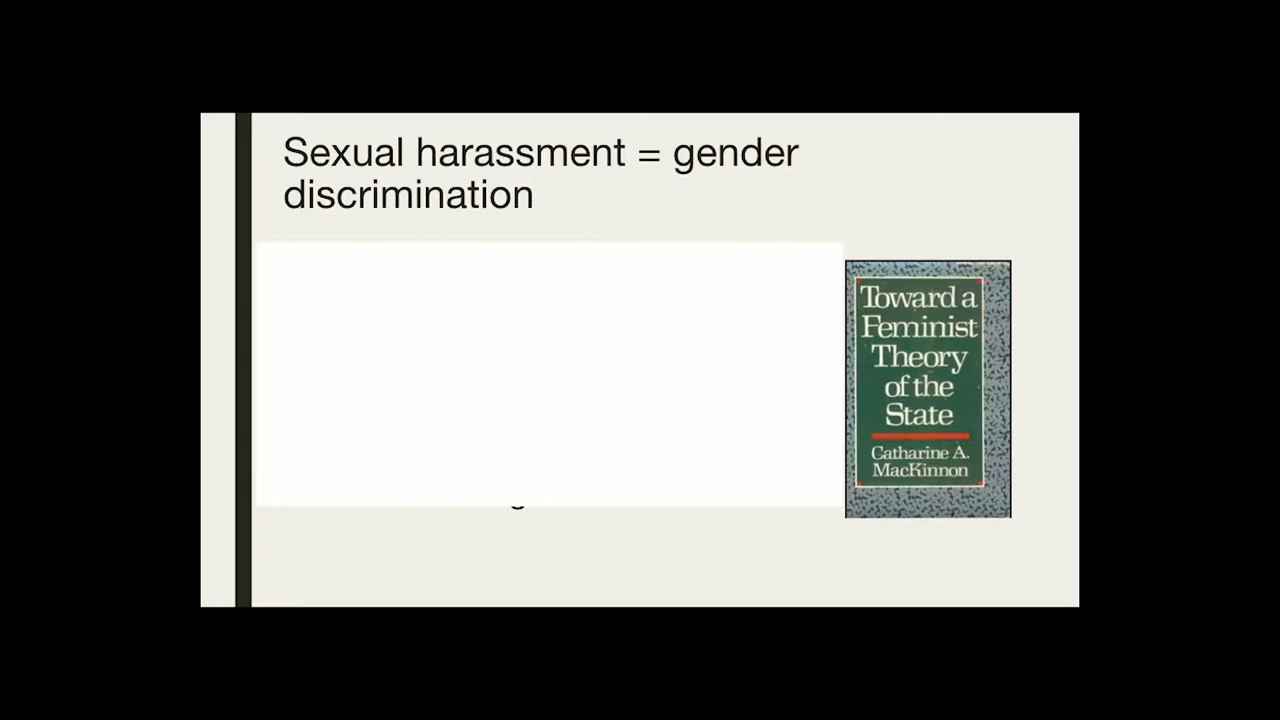 Sexual harassment = gender
discrimination
Toward a
Feminist
Theory
of the
State
Catharine A.
MacKinnon